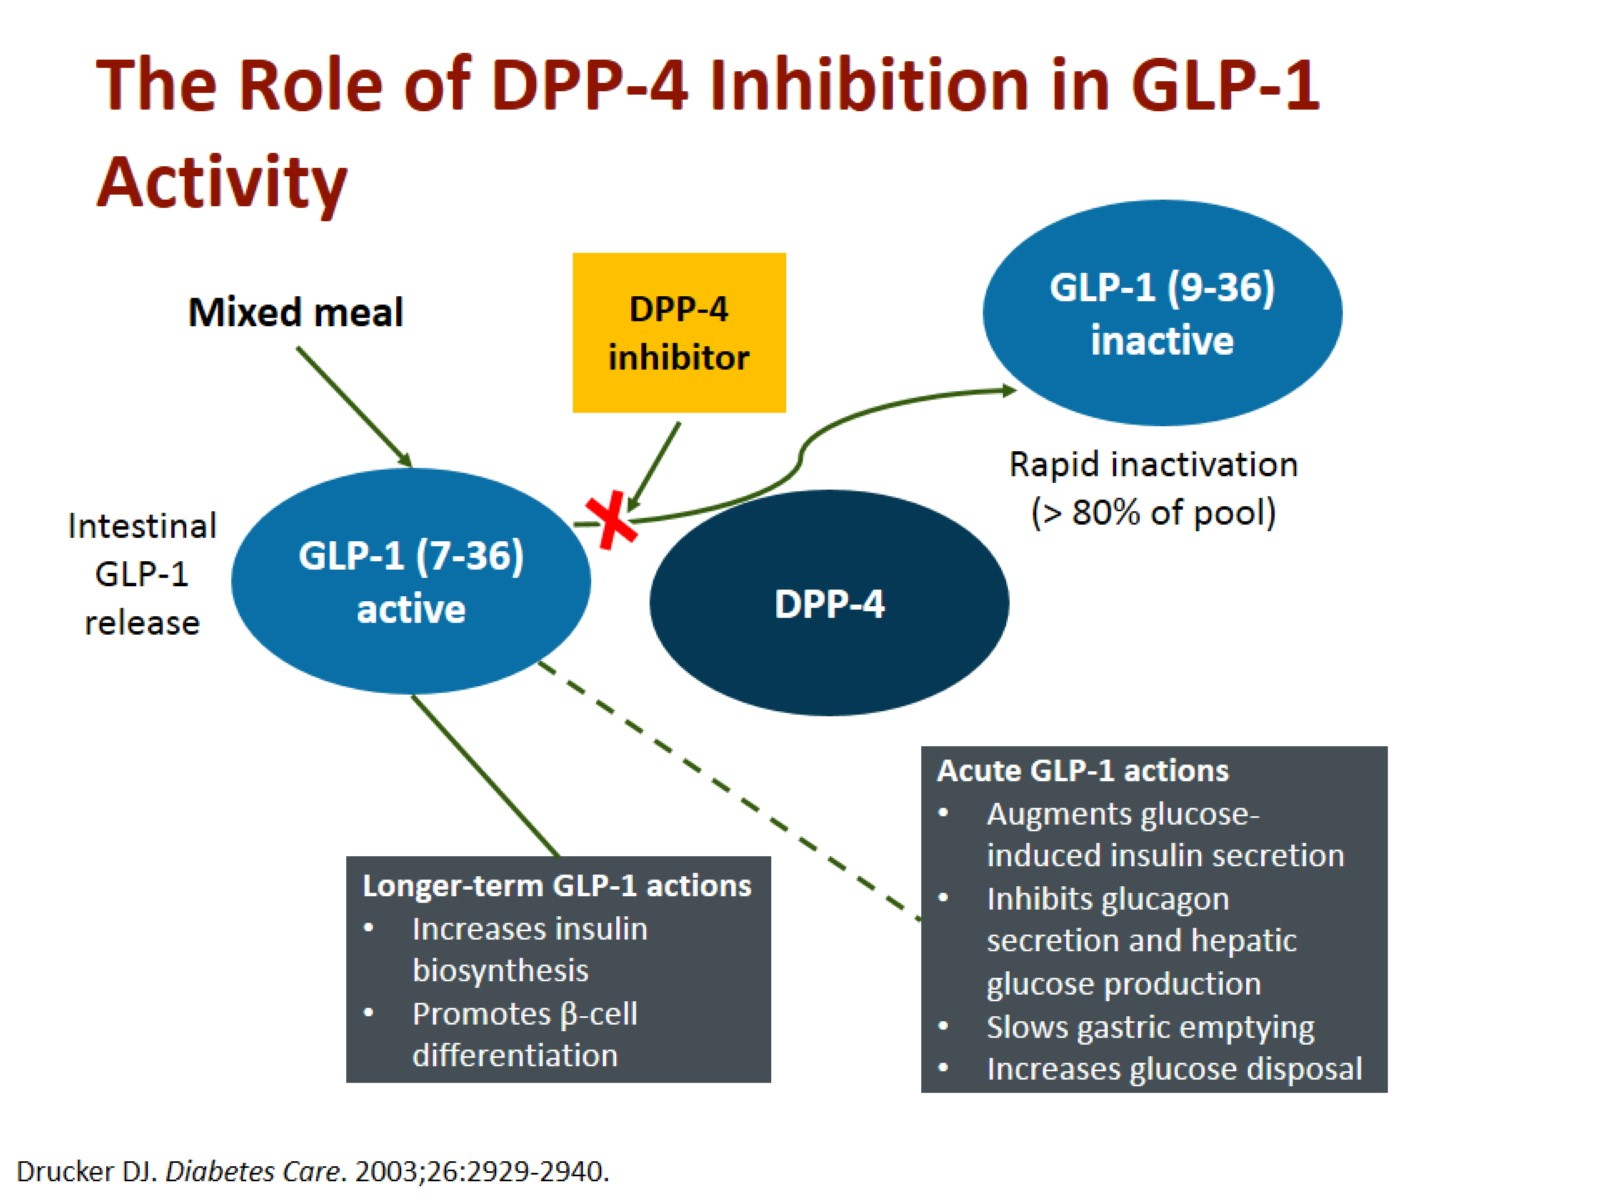 The Role of DPP-4 Inhibition in GLP-1
Activity
Mixed meal
DPP-4
inhibitor
GLP-1 (9-36)
inactive
Rapid inactivation
(> 80% of pool)
Intestinal
GLP-1
release
GLP-1 (7-36)
active
DPP-4
Longer-term GLP-1 actions
• Increases insulin
biosynthesis
• Promotes β-cell
differentiation
Acute GLP-1 actions
• Augments glucose-
induced insulin secretion
• Inhibits glucagon
secretion and hepatic
glucose production
• Slows gastric emptying
• Increases glucose disposal
Drucker DJ. Diabetes Care. 2003;26:2929-2940.